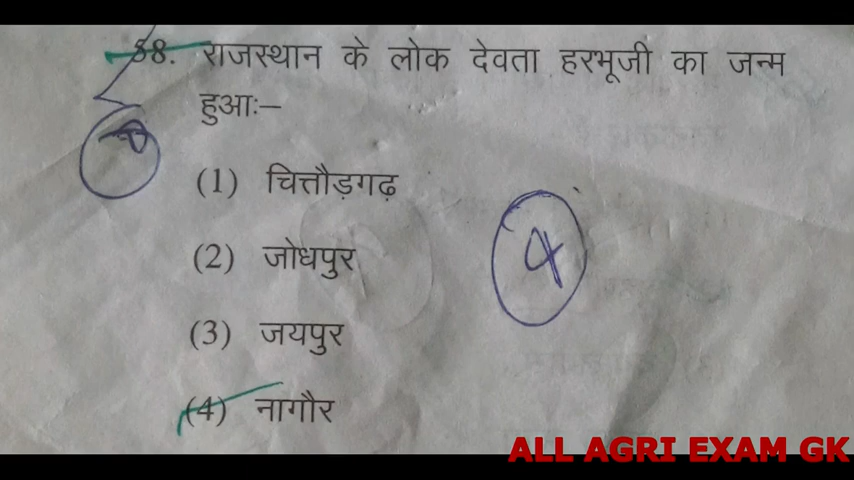 58. राजस्थान के लोक देवता हरभूजी का जन्म
हुआः–
(1) चित्तौड़गढ़
(2) जोधपुर
4
(3) जयपुर
(4) नागौर
ALL AGRI EXAM GK